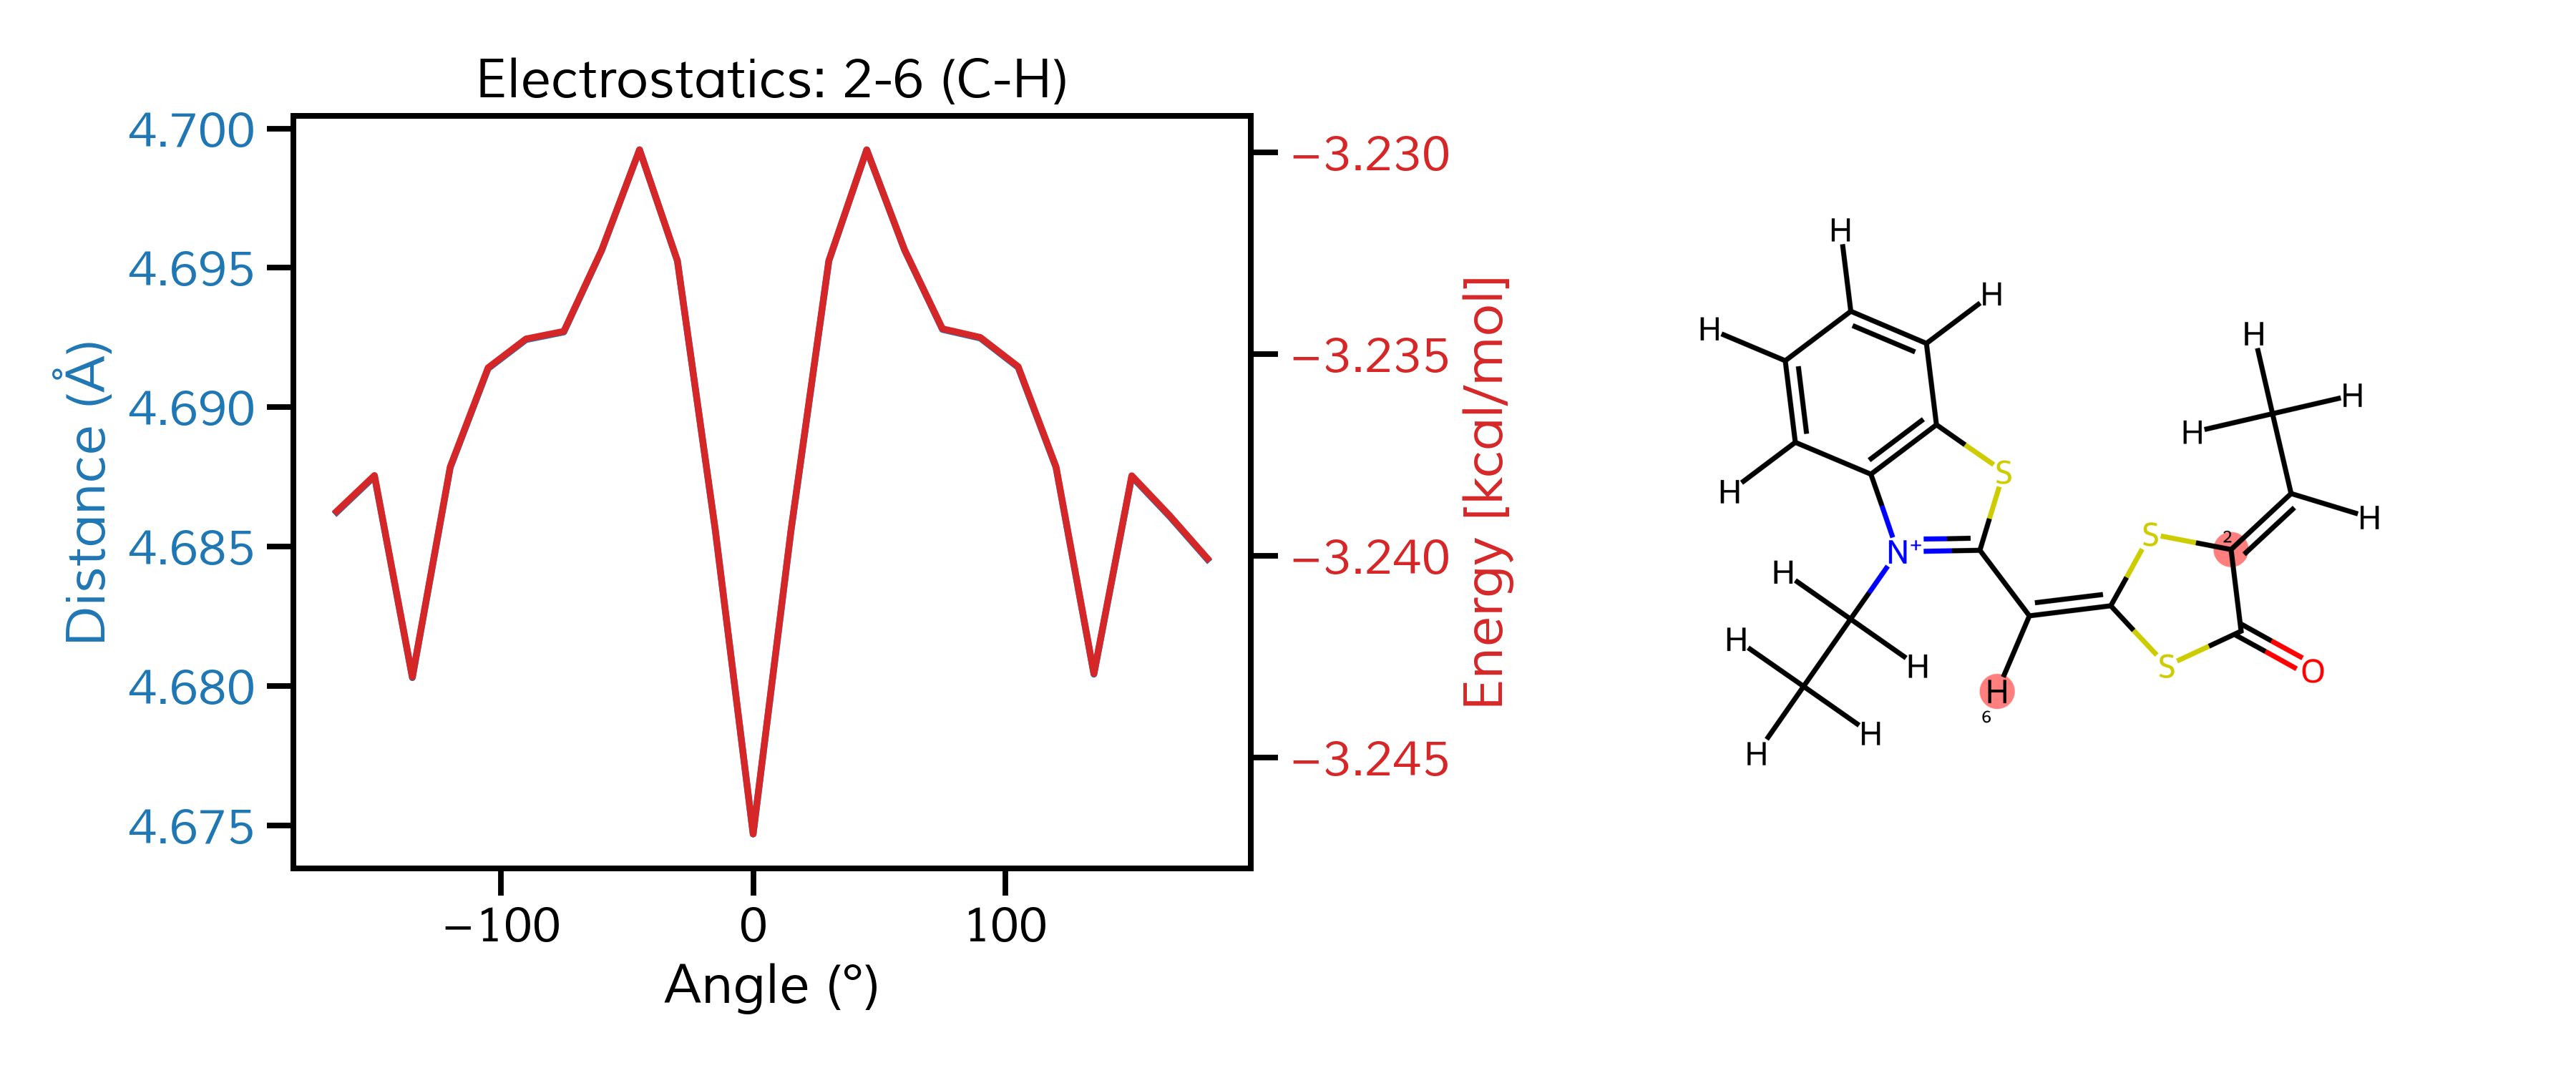 Electrostatics: 2-6 (C-H)
Distance (Å)
4.700
4.695
4.690
4.685
4.680
4.675
−100
0
100
Angle (°)
−3.230
−3.235
−3.240
−3.245
Energy [kcal/mol]
H
H
H
H
H
H
H
S
H
H
S
2
N+
H
H
H
S
O
H
6
H
H